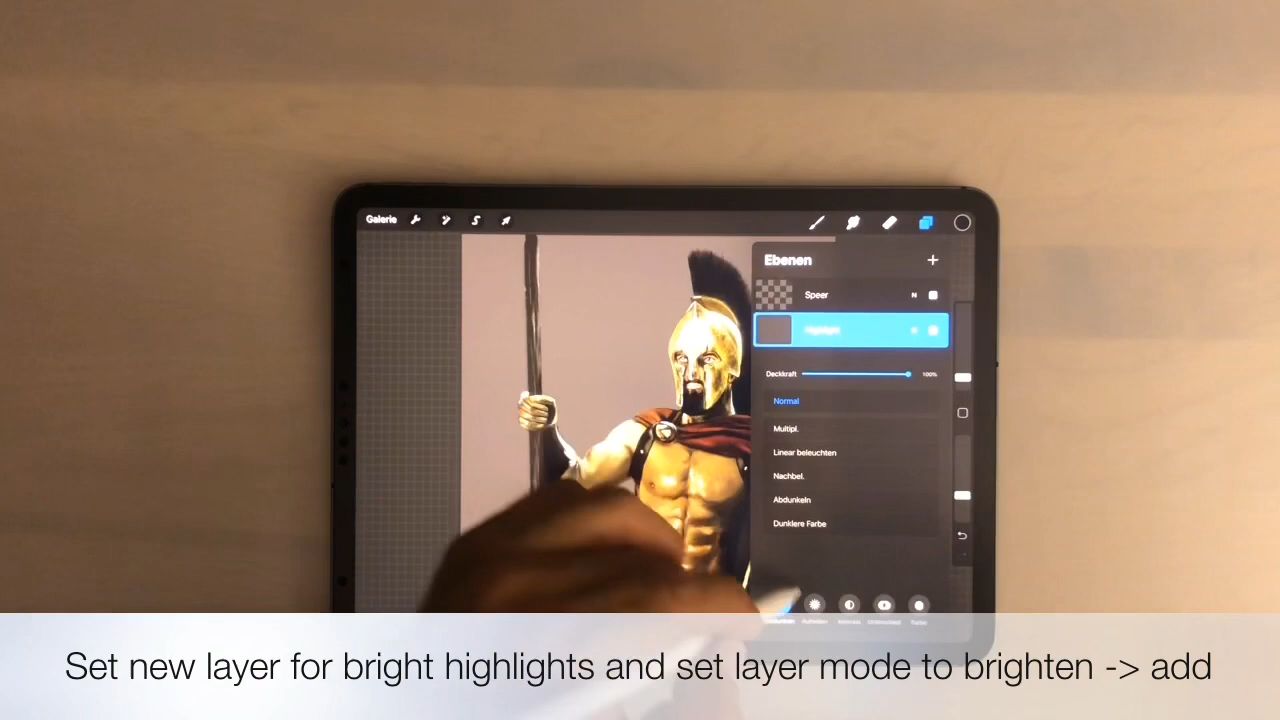 Galerie
Ebenen
Speer N
Highlight
Deckkraft 100%
Normal
Multipl.
Linear beleuchten
Nachbel.
Abdunkeln
Dunklere Farbe
Set new layer for bright highlights and set layer mode to brighten -> add